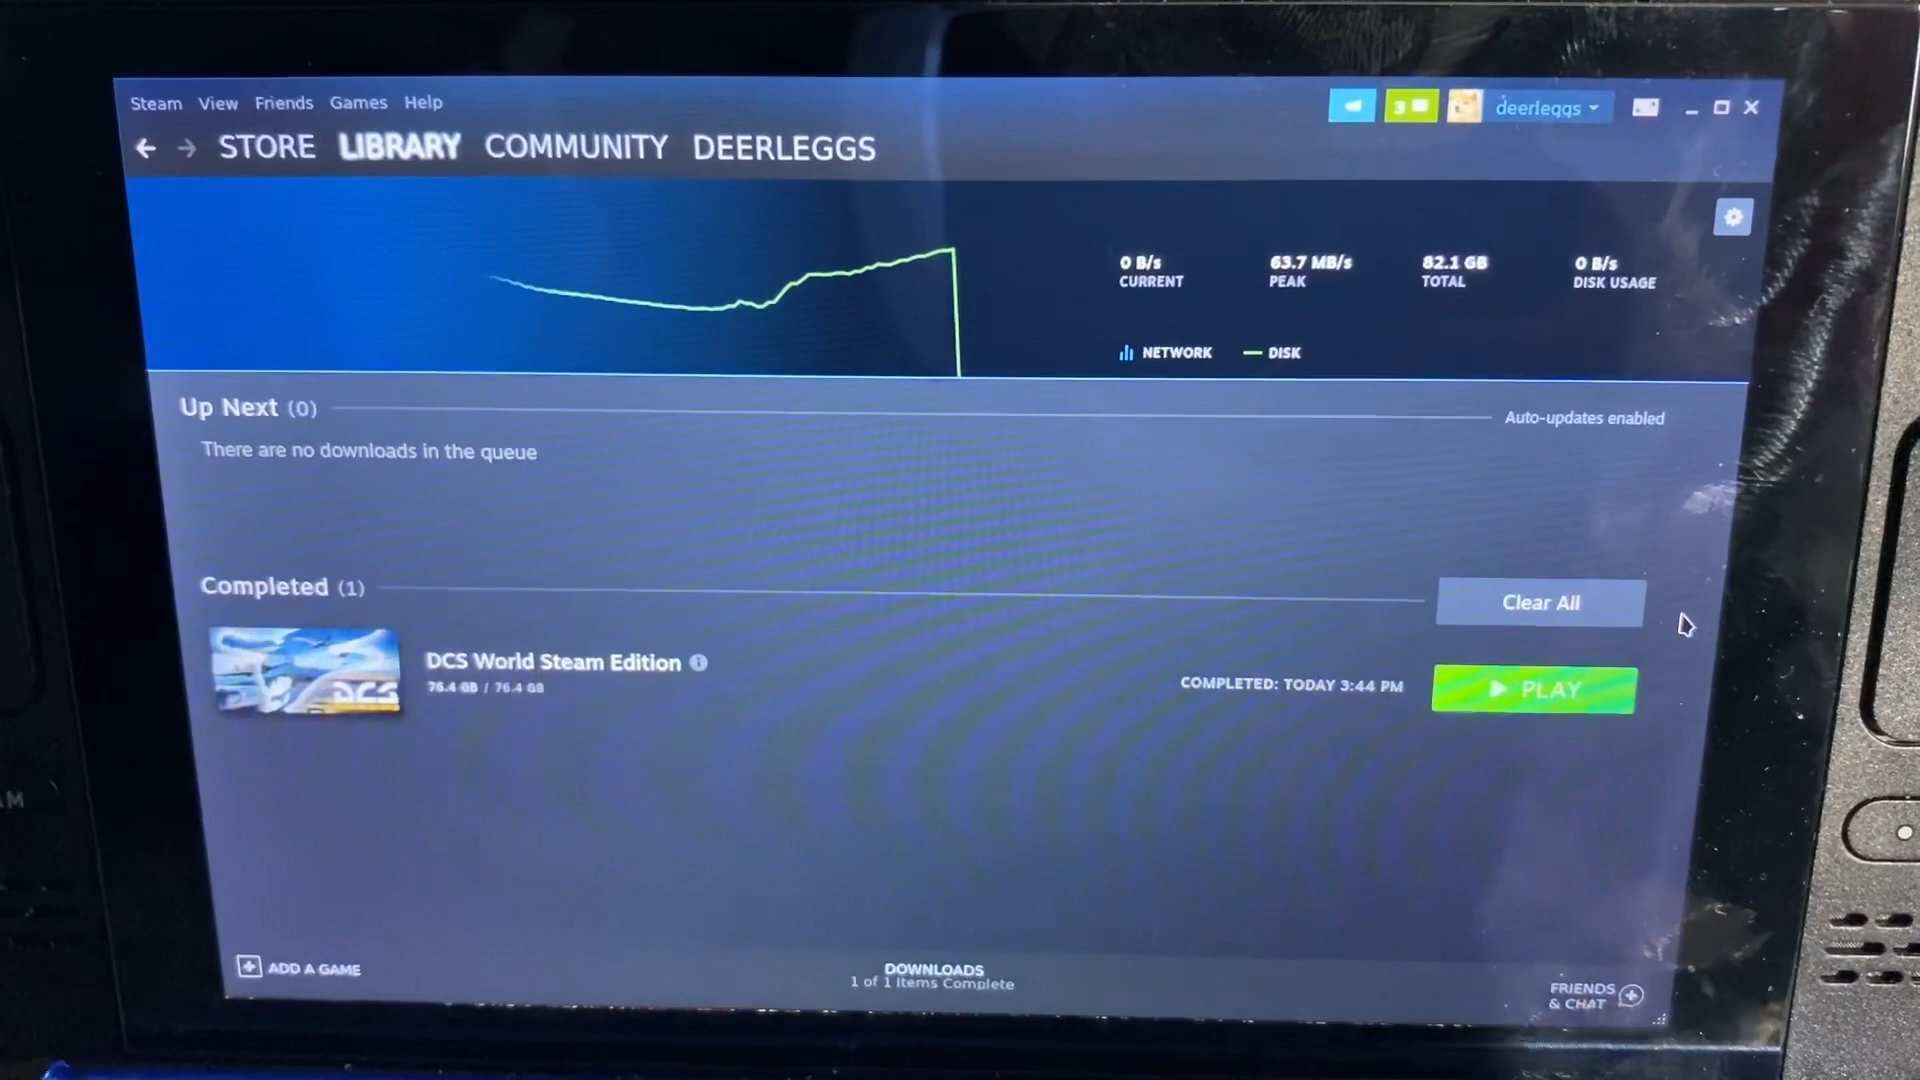 Steam View Friends Games Help
3
deerleggs
STORE LIBRARY COMMUNITY DEERLEGGS
0 B/s 63.7 MB/s 82.1 GB 0 B/s
CURRENT PEAK TOTAL DISK USAGE
NETWORK DISK
Up Next (0)
Auto-updates enabled
There are no downloads in the queue
Completed (1)
Clear All
DCS
DCS World Steam Edition
76.4 GB / 76.4 GB
COMPLETED: TODAY 3:44 PM
PLAY
AM
ADD A GAME
DOWNLOADS
1 of 1 Items Complete
FRIENDS
& CHAT